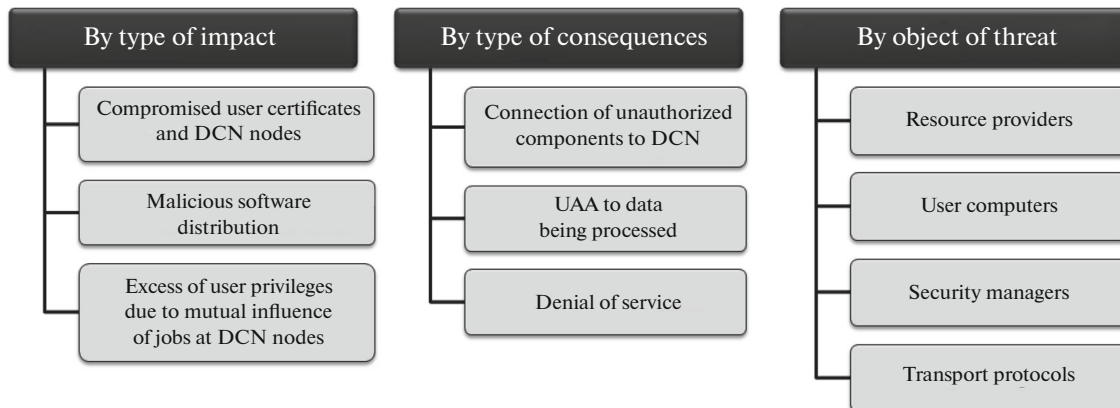 By type of impact
Compromised user certificates
and DCN nodes
Malicious software
distribution
Excess of user privileges
due to mutual influence
of jobs at DCN nodes
By type of consequences
Connection of unauthorized
components to DCN
UAA to data
being processed
Denial of service
By object of threat
Resource providers
User computers
Security managers
Transport protocols